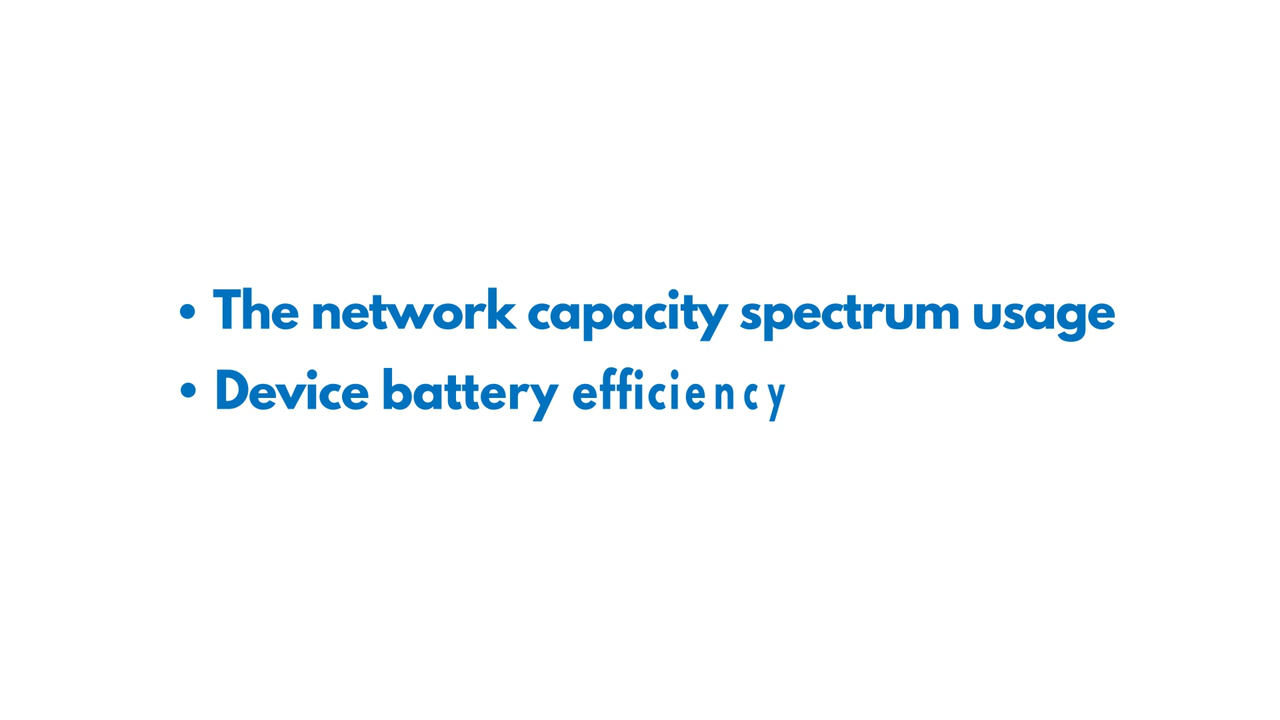 • The network capacity spectrum usage
• Device battery efficiency